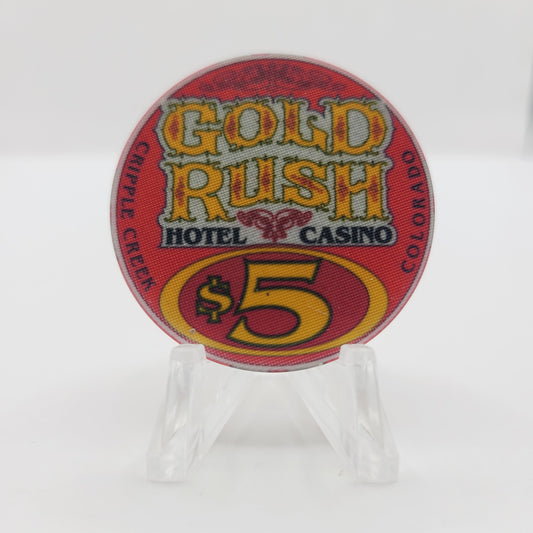 GOLD
RUSH
HOTEL CASINO
CRIPPLE CREEK
COLORADO
$5